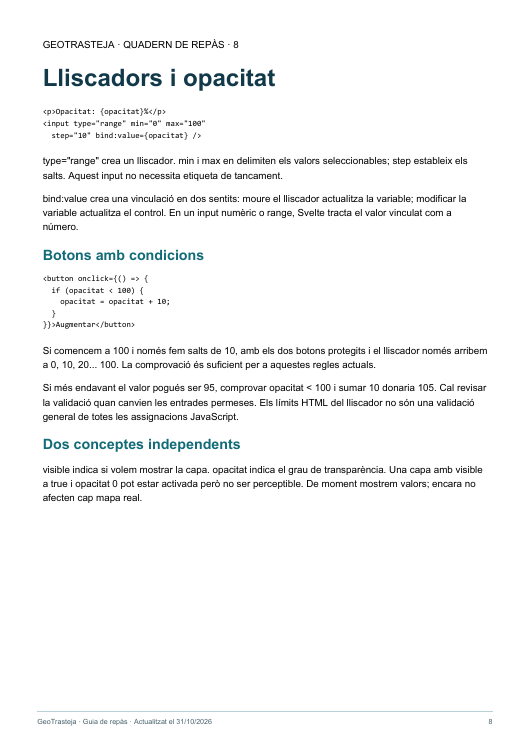 GEOTRASTEJA · QUADERN DE REPÀS · 8
Lliscadors i opacitat
<p>Opacitat: {opacitat}%</p>
<input type="range" min="0" max="100"
  step="10" bind:value={opacitat} />
type="range" crea un lliscador. min i max en delimiten els valors seleccionables; step estableix els
salts. Aquest input no necessita etiqueta de tancament.
bind:value crea una vinculació en dos sentits: moure el lliscador actualitza la variable; modificar la
variable actualitza el control. En un input numèric o range, Svelte tracta el valor vinculat com a
número.
Botons amb condicions
<button onclick={() => {
  if (opacitat < 100) {
    opacitat = opacitat + 10;
  }
}}>Augmentar</button>
Si comencem a 100 i només fem salts de 10, amb els dos botons protegits i el lliscador només arribem
a 0, 10, 20... 100. La comprovació és suficient per a aquestes regles actuals.
Si més endavant el valor pogués ser 95, comprovar opacitat < 100 i sumar 10 donaria 105. Cal revisar
la validació quan canvien les entrades permeses. Els límits HTML del lliscador no són una validació
general de totes les assignacions JavaScript.
Dos conceptes independents
visible indica si volem mostrar la capa. opacitat indica el grau de transparència. Una capa amb visible
a true i opacitat 0 pot estar activada però no ser perceptible. De moment mostrem valors; encara no
afecten cap mapa real.
GeoTrasteja · Guia de repàs · Actualitzat el 31/10/2026
8